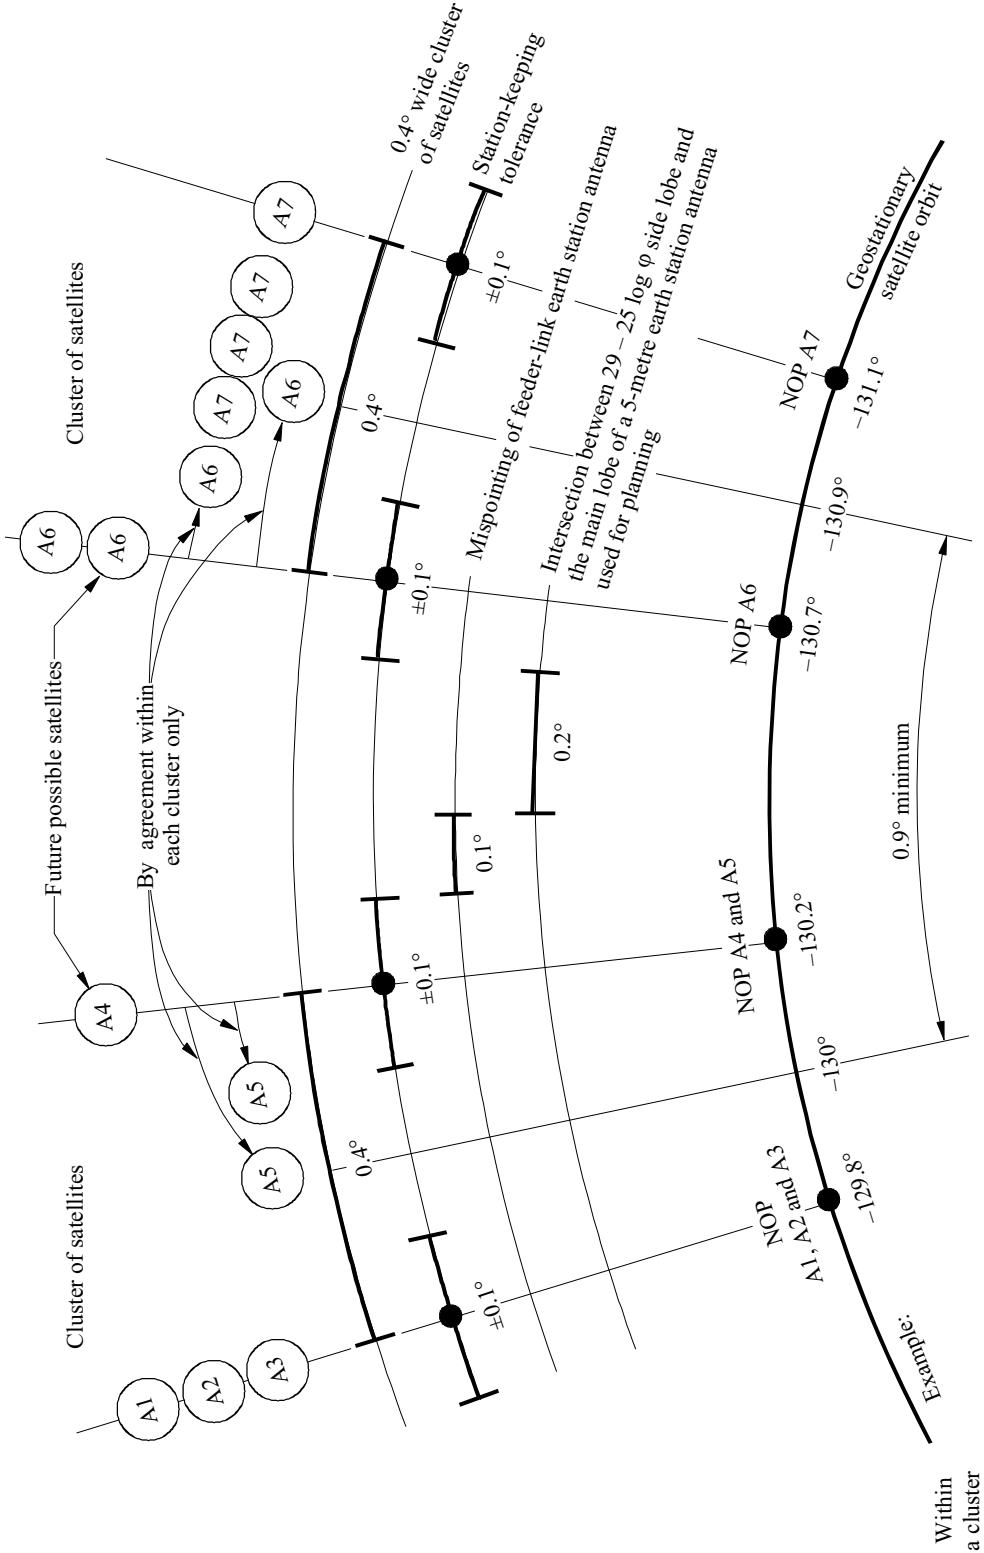 Cluster of satellites
Cluster of satellites
Future possible satellites
By agreement within
each cluster only
A1
A2
A3
A4
A5
A5
A6
A6
A6
A6
A7
A7
A7
A7
0.4°
0.4°
0.4° wide cluster
of satellites
±0.1°
±0.1°
±0.1°
±0.1°
Station-keeping
tolerance
0.1°
Mispointing of feeder-link earth station antenna
0.2°
Intersection between 29 – 25 log φ side lobe and
the main lobe of a 5-metre earth station antenna
used for planning
NOP
A1, A2 and A3
NOP A4 and A5
NOP A6
NOP A7
Geostationary
satellite orbit
–129.8°
–130°
–130.2°
–130.7°
–130.9°
–131.1°
0.9° minimum
Example:
Within
a cluster